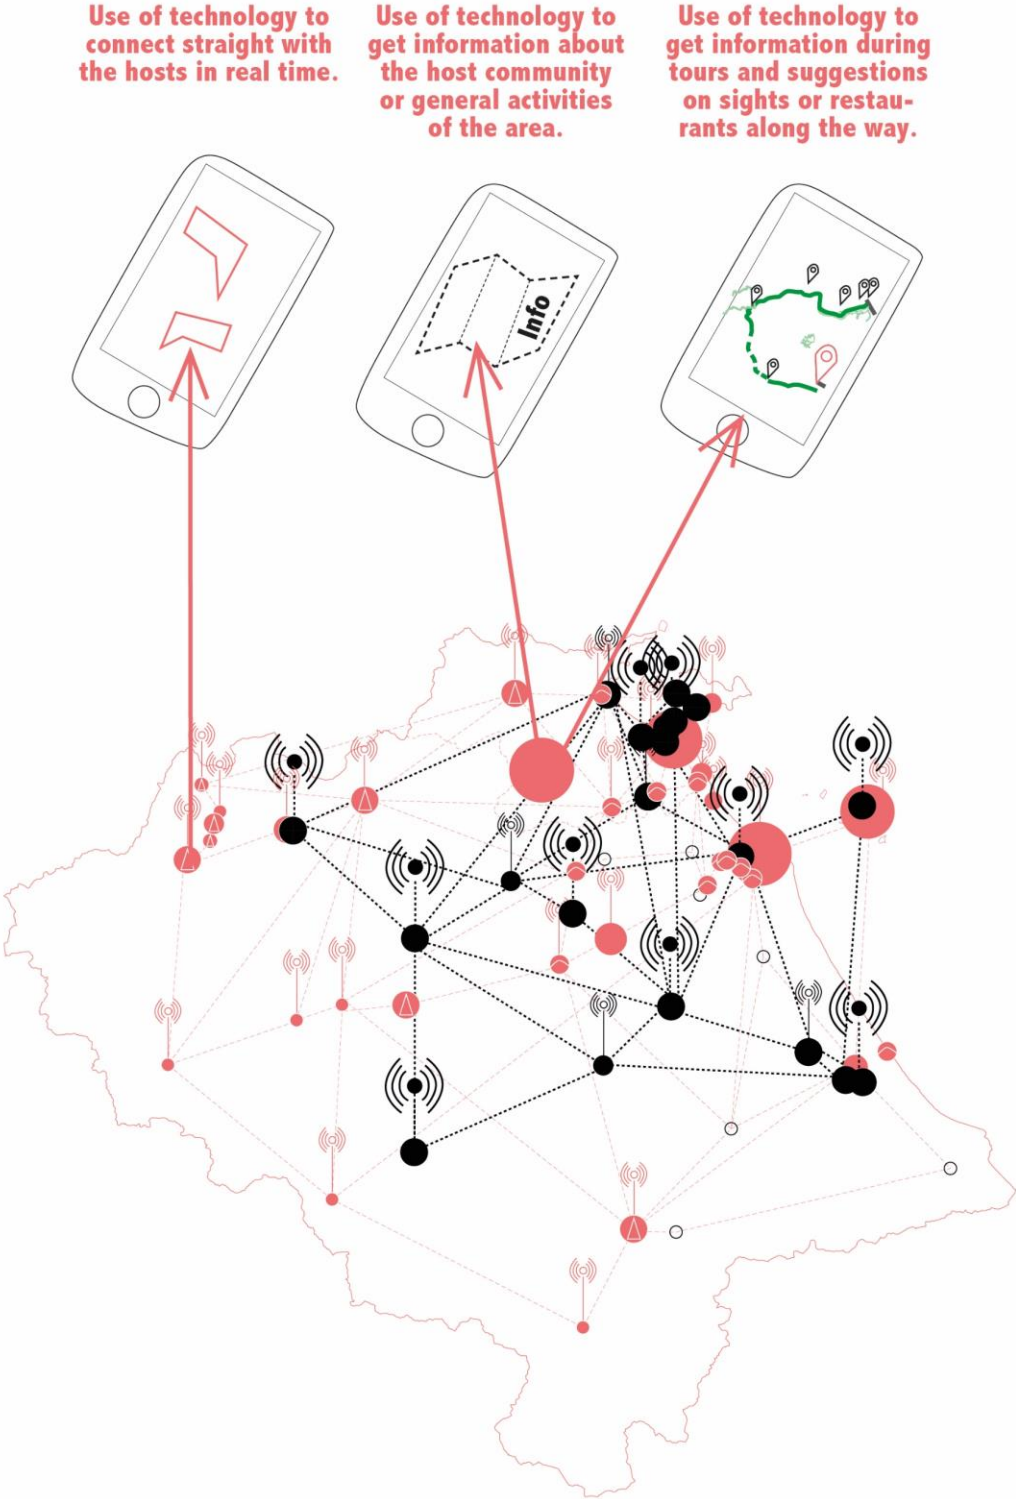 Use of technology to
connect straight with
the hosts in real time.
Use of technology to
get information about
the host community
or general activities
of the area.
Use of technology to
get information during
tours and suggestions
on sights or restau-
rants along the way.
Info